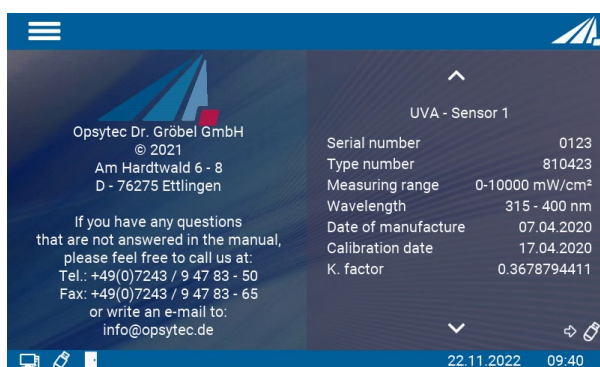 Opsytec Dr. Gröbel GmbH
© 2021
Am Hardtwald 6 - 8
D - 76275 Ettlingen
If you have any questions
that are not answered in the manual,
please feel free to call us at:
Tel.: +49(0)7243 / 9 47 83 - 50
Fax: +49(0)7243 / 9 47 83 - 65
or write an e-mail to:
info@opsytec.de
UVA - Sensor 1
Serial number 0123
Type number 810423
Measuring range 0-10000 mW/cm²
Wavelength 315 - 400 nm
Date of manufacture 07.04.2020
Calibration date 17.04.2020
K. factor 0.3678794411
22.11.2022 09:40